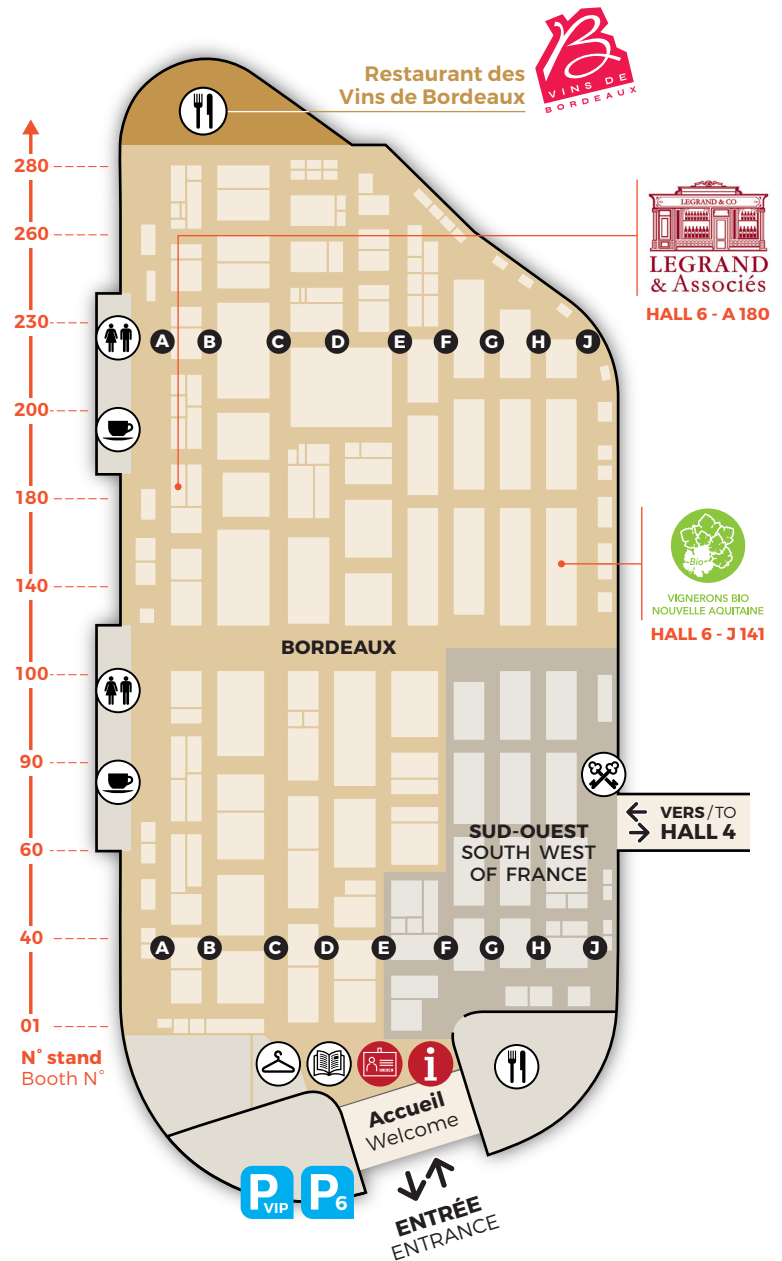 Restaurant des
Vins de Bordeaux
B
VINS DE
BORDEAUX
280
260
230
200
180
140
100
90
60
40
01
N° stand
Booth N°
LEGRAND & CO
LEGRAND
& Associés
HALL 6 - A 180
A B C D E F G H J
Bio
VIGNERONS BIO
NOUVELLE AQUITAINE
HALL 6 - J 141
BORDEAUX
SUD-OUEST
SOUTH WEST
OF FRANCE
VERS/TO
HALL 4
A B C D E F G H J
i
Accueil
Welcome
P VIP
P 6
ENTRÉE
ENTRANCE